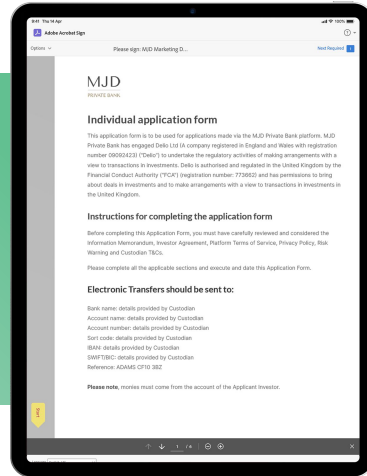 9:41 Thu 14 Apr
100%
Adobe Acrobat Sign
Options
Please sign: MJD Marketing D...
Next Required
MJD
PRIVATE BANK
Individual application form
This application form is to be used for applications made via the MJD Private Bank platform. MJD
Private Bank has engaged Delio Ltd (A company registered in England and Wales with registration
number 09092423) ("Delio") to undertake the regulatory activities of making arrangements with a
view to transactions in investments. Delio is authorised and regulated in the United Kingdom by the
Financial Conduct Authority ("FCA") (registration number: 773662) and has permissions to bring
about deals in investments and to make arrangements with a view to transactions in investments in
the United Kingdom.
Instructions for completing the application form
Before completing this Application Form, you must have carefully reviewed and considered the
Information Memorandum, Investor Agreement, Platform Terms of Service, Privacy Policy, Risk
Warning and Custodian T&Cs.
Please complete all the applicable sections and execute and date this Application Form.
Electronic Transfers should be sent to:
Bank name: details provided by Custodian
Account name: details provided by Custodian
Account number: details provided by Custodian
Sort code: details provided by Custodian
IBAN: details provided by Custodian
SWIFT/BIC: details provided by Custodian
Reference: ADAMS CF10 3BZ
Please note, monies must come from the account of the Applicant Investor.
Start
1 / 6